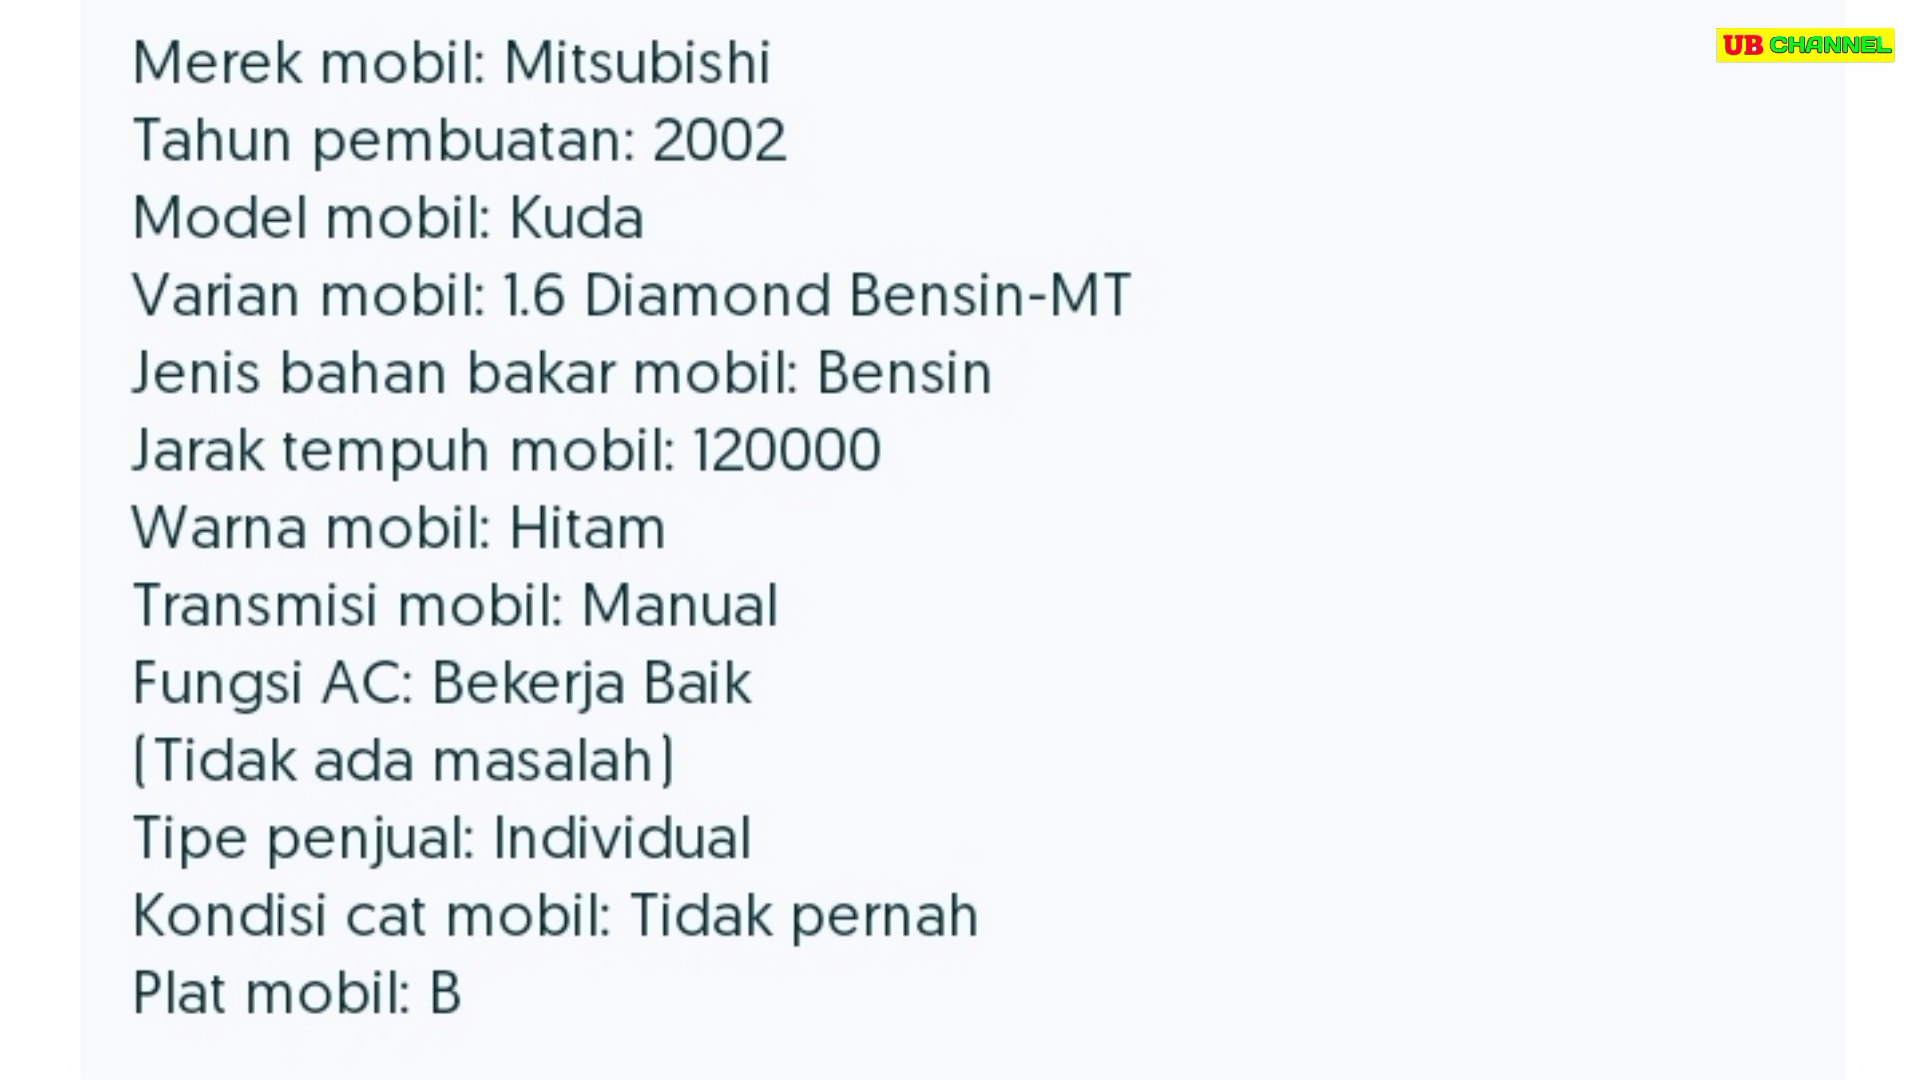 UB CHANNEL
Merek mobil: Mitsubishi
Tahun pembuatan: 2002
Model mobil: Kuda
Varian mobil: 1.6 Diamond Bensin-MT
Jenis bahan bakar mobil: Bensin
Jarak tempuh mobil: 120000
Warna mobil: Hitam
Transmisi mobil: Manual
Fungsi AC: Bekerja Baik
(Tidak ada masalah)
Tipe penjual: Individual
Kondisi cat mobil: Tidak pernah
Plat mobil: B